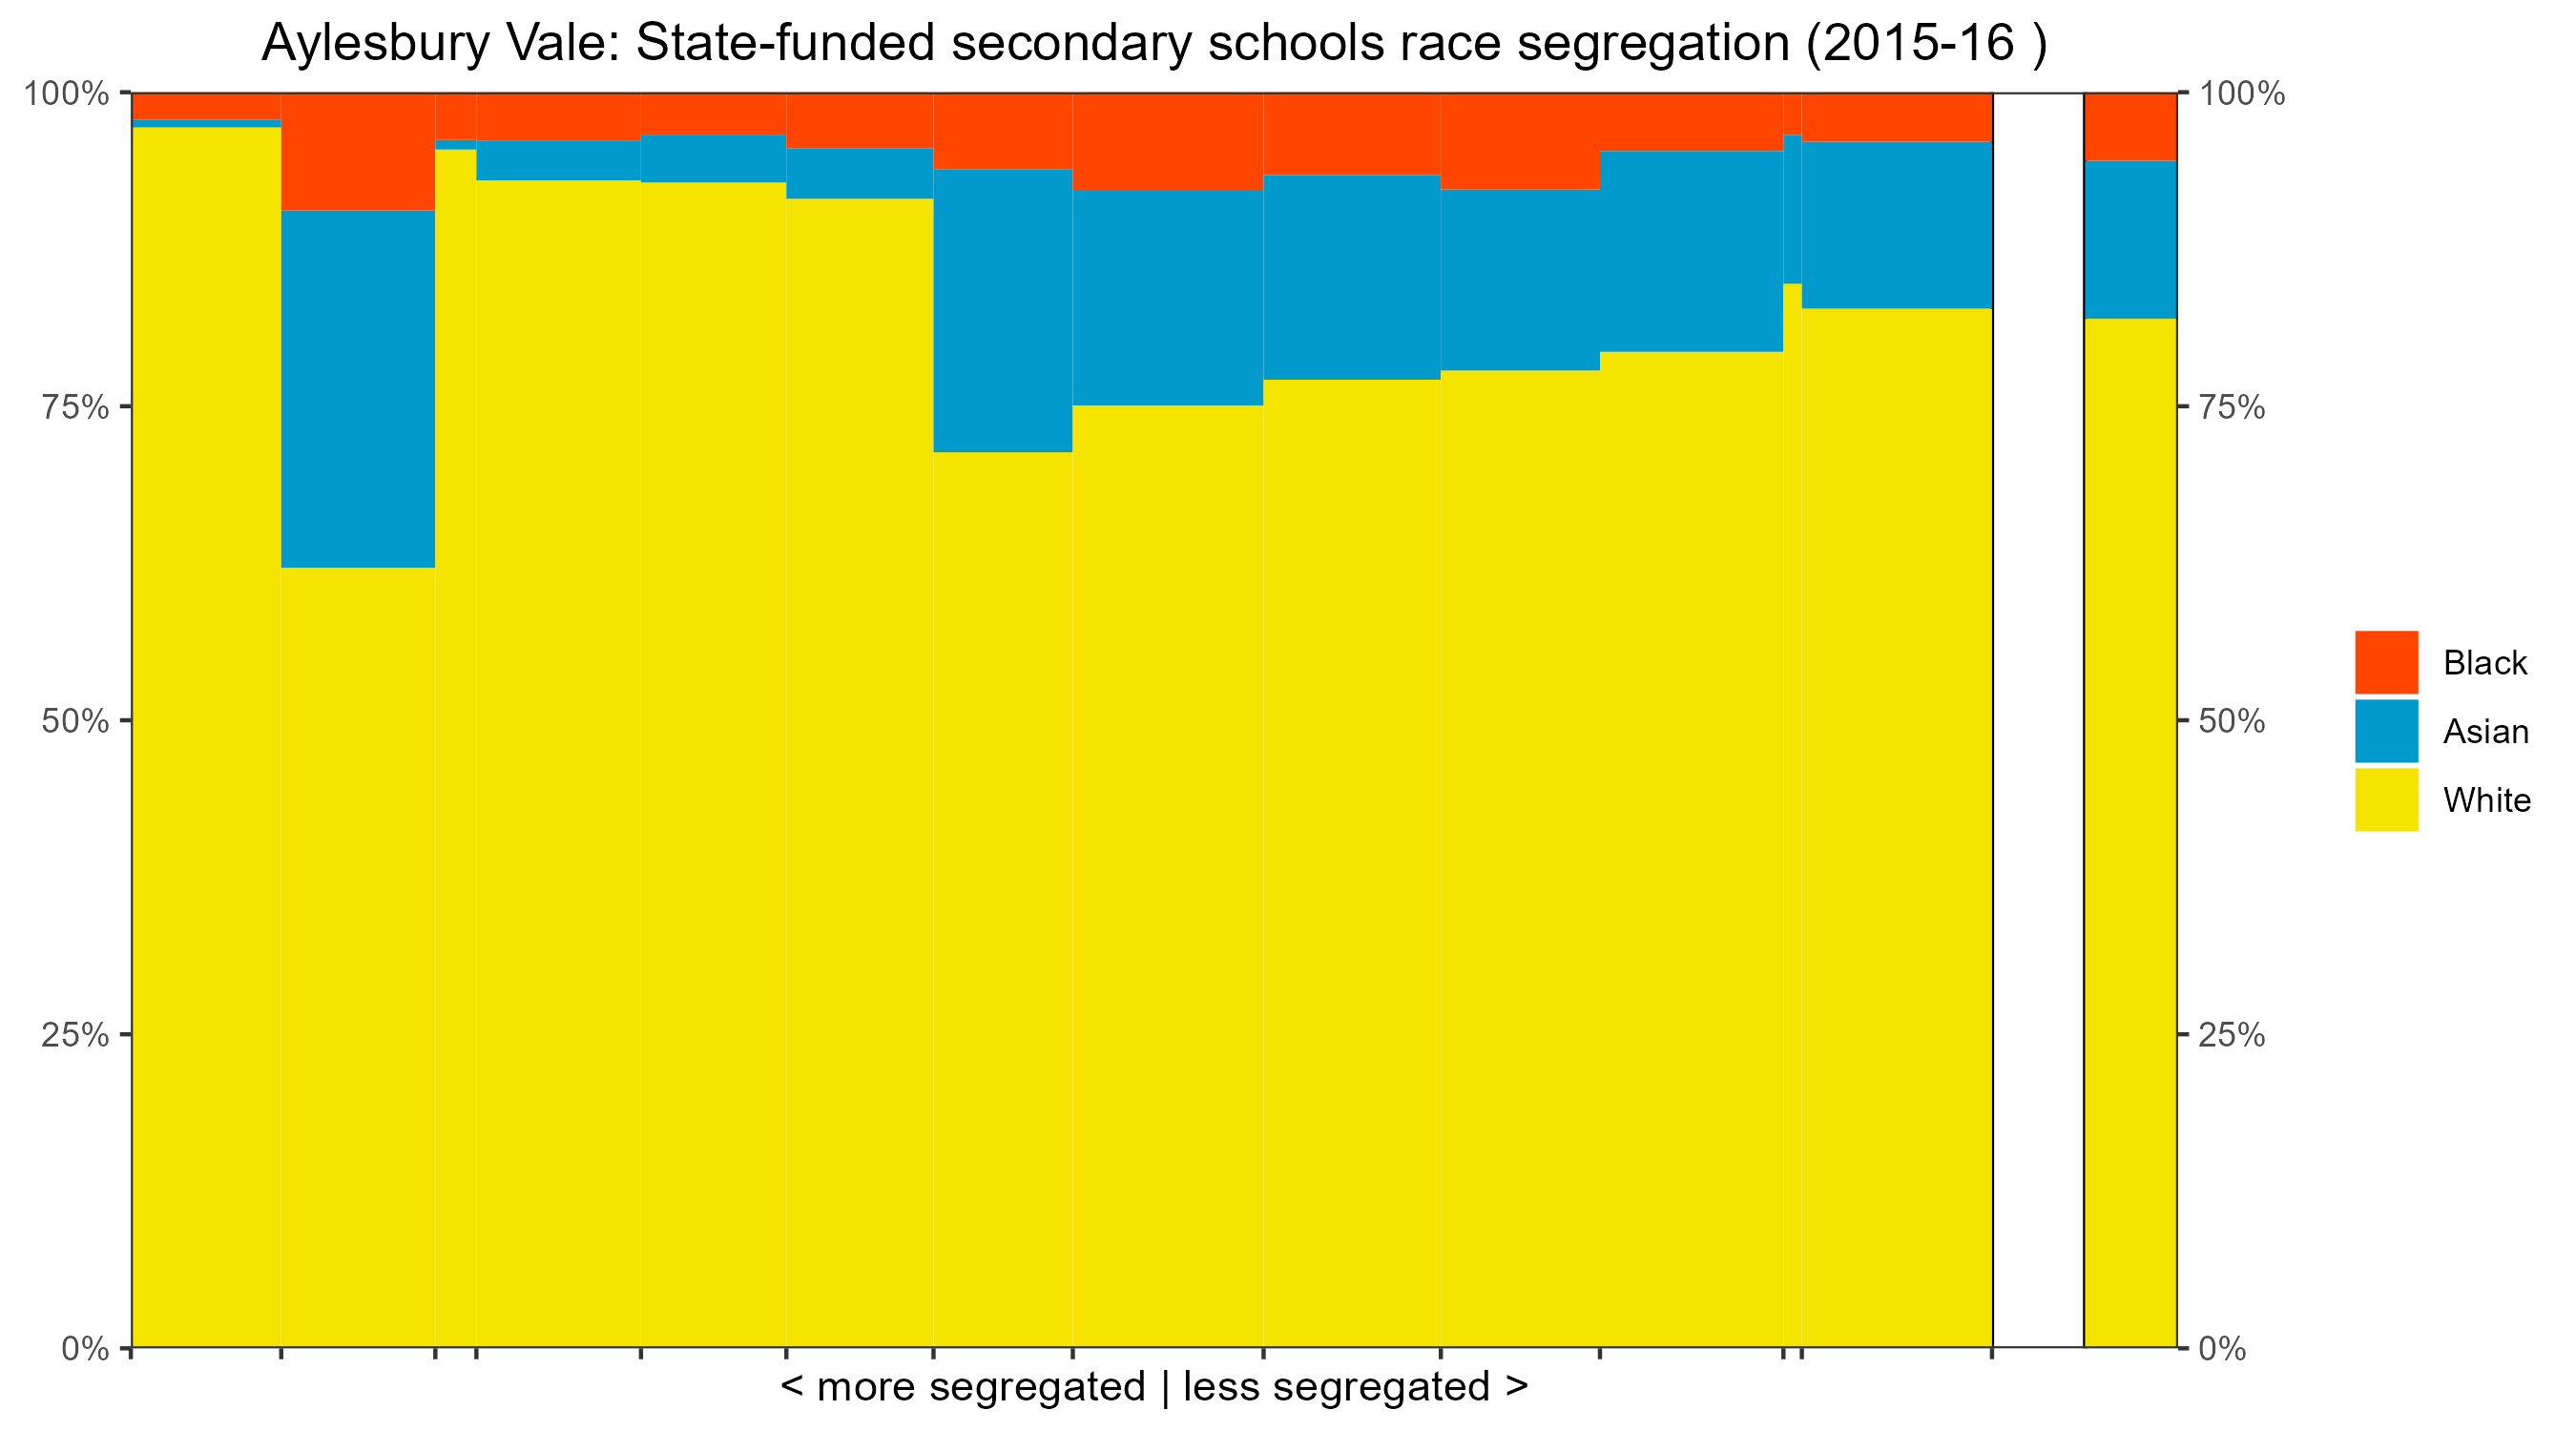 Aylesbury Vale: State-funded secondary schools race segregation (2015-16 )
100%
75%
50%
25%
0%
100%
75%
50%
25%
0%
Black
Asian
White
< more segregated | less segregated >